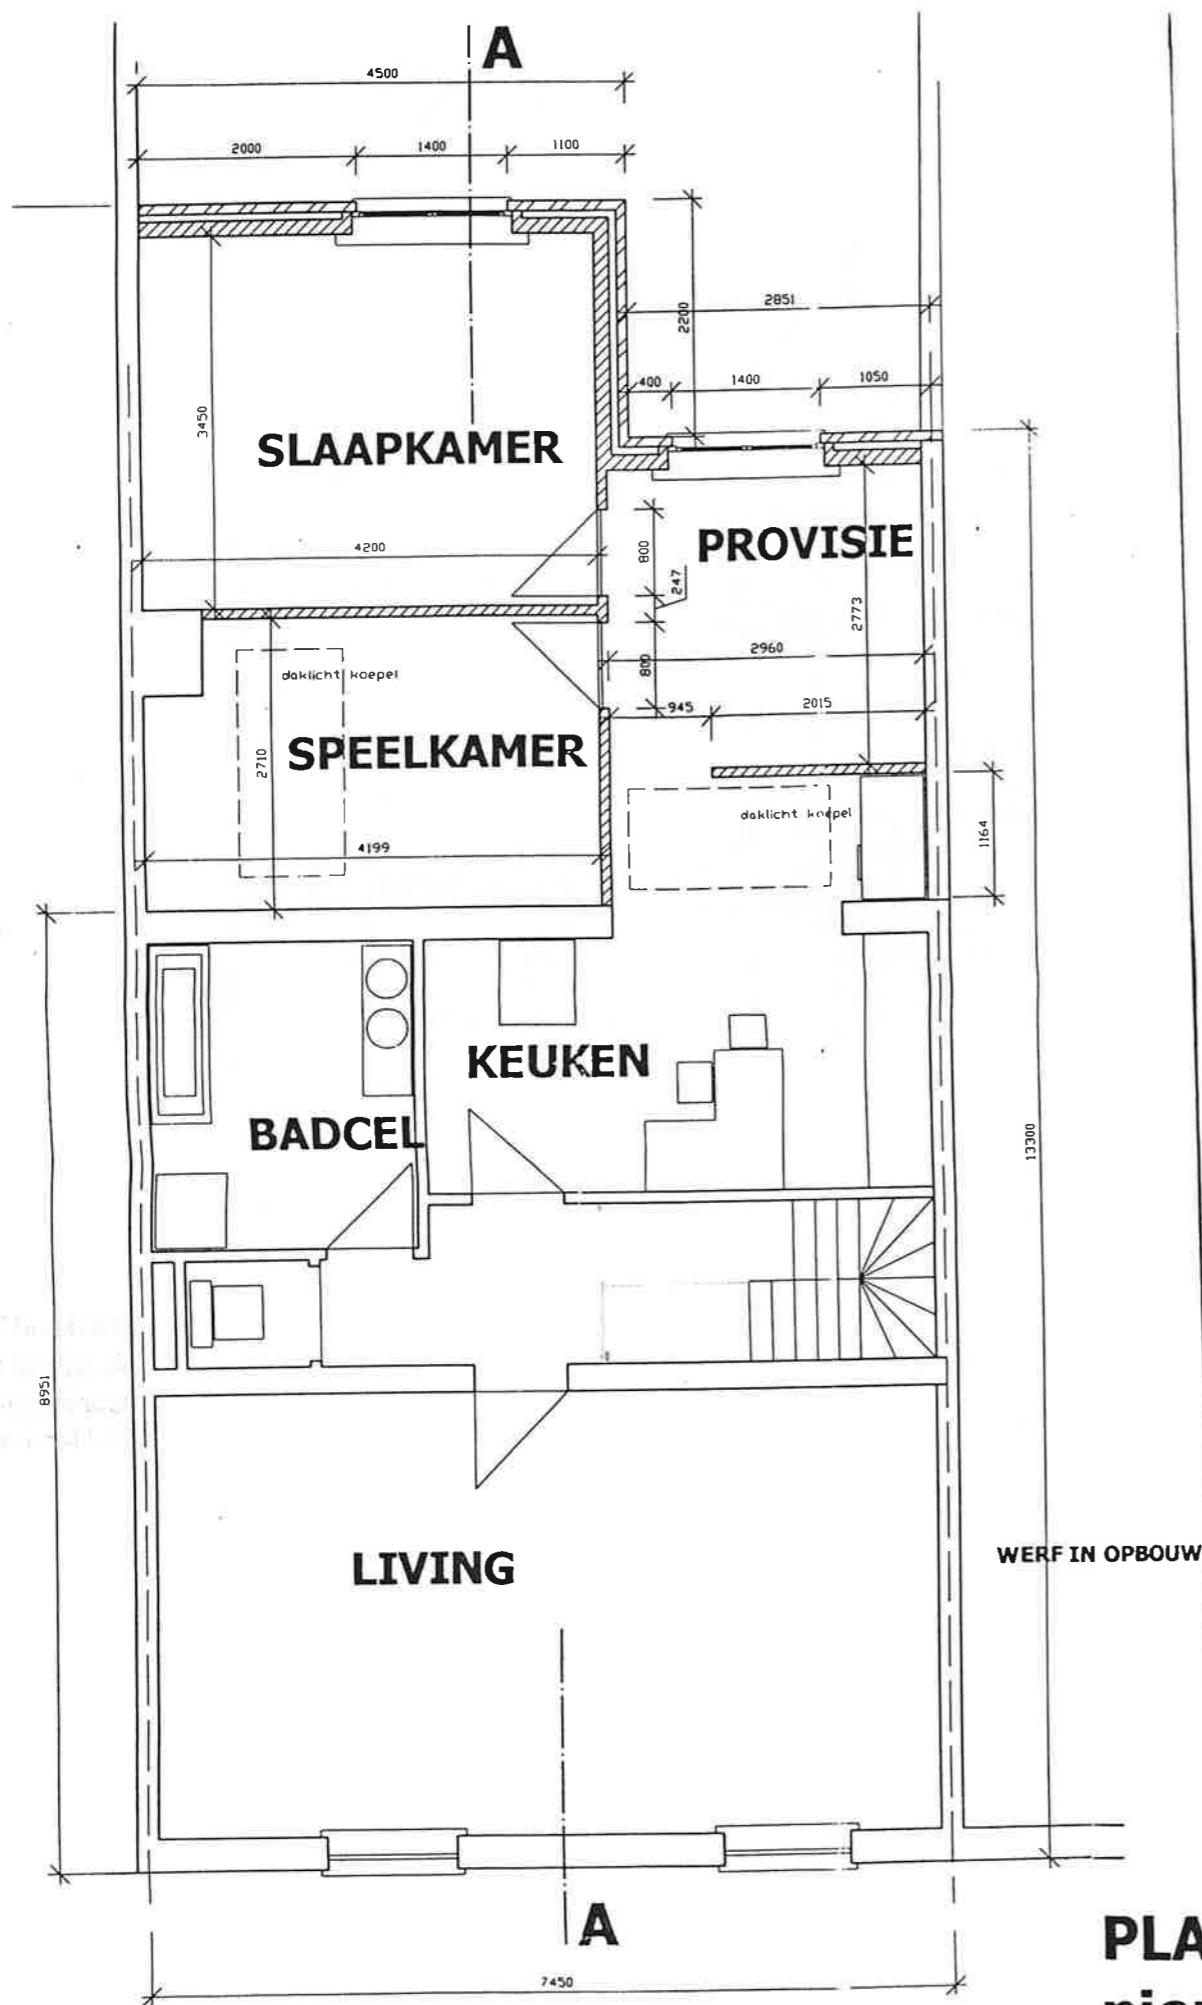 A
4500
2000
1400
1100
2851
2200
400
1400
1050
3450
SLAAPKAMER
PROVISIE
4200
800
247
2773
2960
daklicht koepel
800
945
2015
SPEELKAMER
2710
daklicht koepel
1164
4199
KEUKEN
BADCEL
13300
8951
LIVING
WERF IN OPBOUW
A
PLA
7450